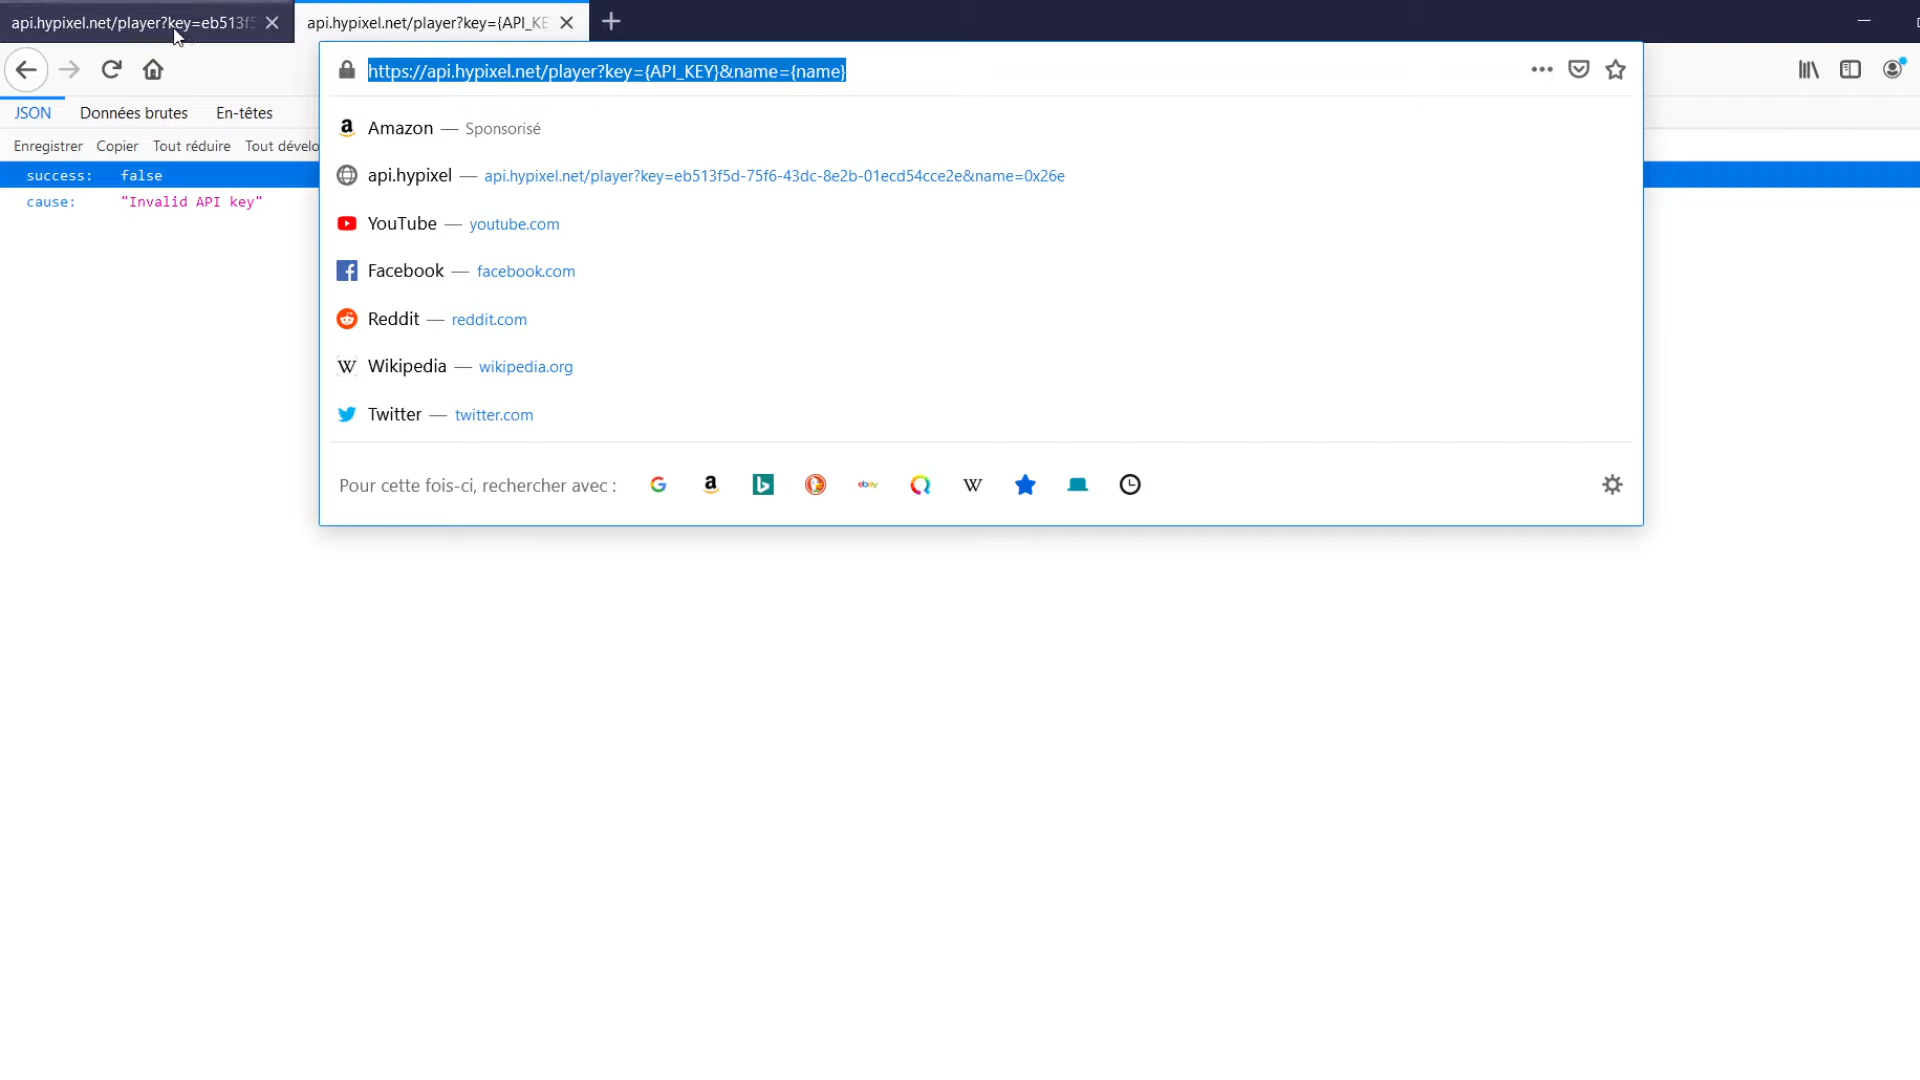 api.hypixel.net/player?key=eb513f5
api.hypixel.net/player?key={API_KE
https://api.hypixel.net/player?key={API_KEY}&name={name}
JSON Données brutes En-têtes
Enregistrer Copier Tout réduire Tout dévelo
success: false
cause: "Invalid API key"
Amazon — Sponsorisé
api.hypixel — api.hypixel.net/player?key=eb513f5d-75f6-43dc-8e2b-01ecd54cce2e&name=0x26e
YouTube — youtube.com
Facebook — facebook.com
Reddit — reddit.com
Wikipedia — wikipedia.org
Twitter — twitter.com
Pour cette fois-ci, rechercher avec :